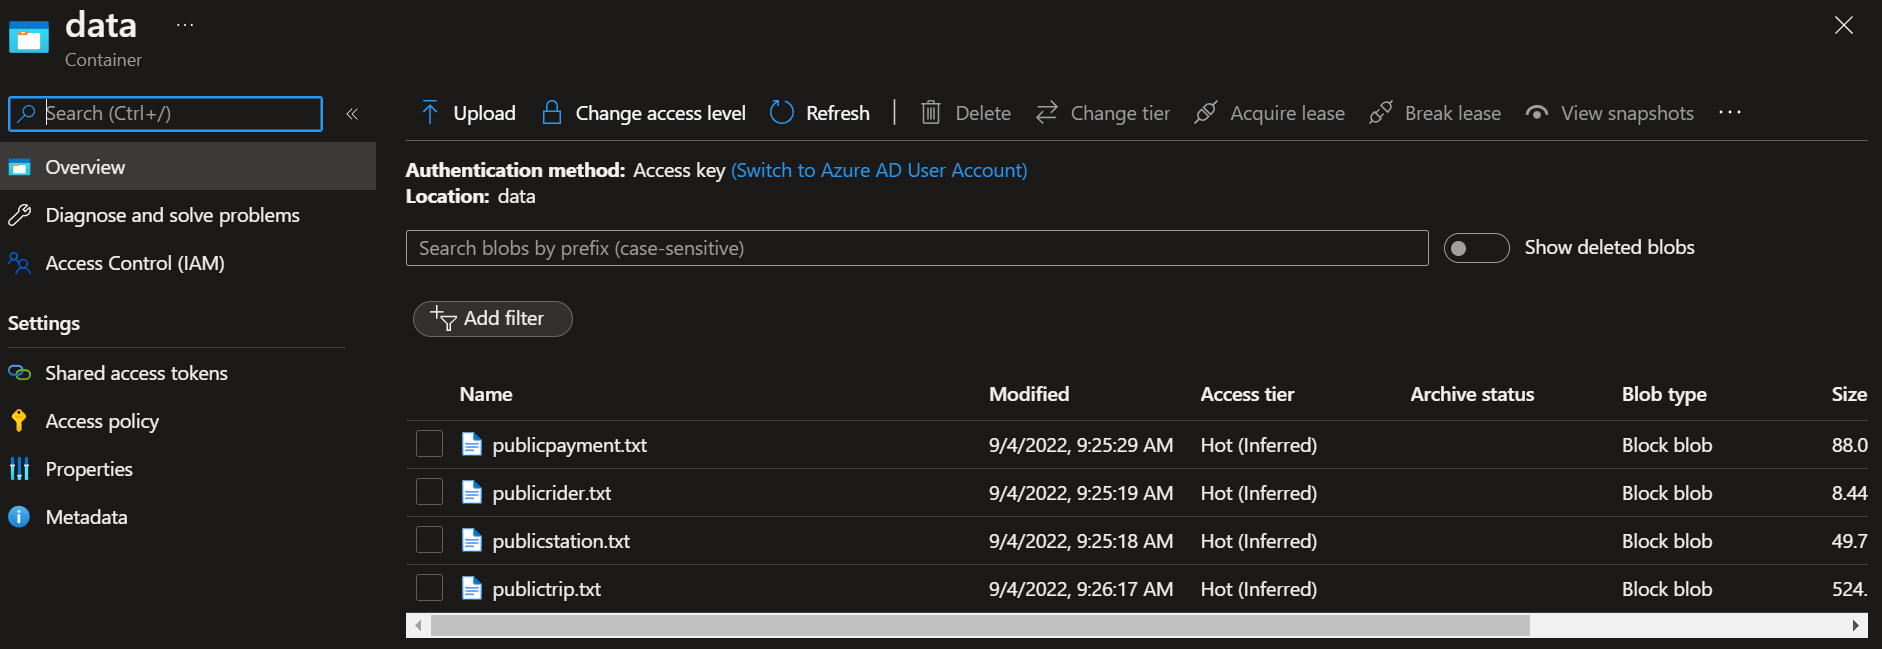 data ...
Container
Search (Ctrl+/)
«
Upload Change access level Refresh | Delete Change tier Acquire lease Break lease View snapshots ...
Overview
Diagnose and solve problems
Access Control (IAM)
Settings
Shared access tokens
Access policy
Properties
Metadata
Authentication method: Access key (Switch to Azure AD User Account)
Location: data
Search blobs by prefix (case-sensitive)
Show deleted blobs
Add filter
Name Modified Access tier Archive status Blob type Size
publicpayment.txt 9/4/2022, 9:25:29 AM Hot (Inferred) Block blob 88.0
publicrider.txt 9/4/2022, 9:25:19 AM Hot (Inferred) Block blob 8.44
publicstation.txt 9/4/2022, 9:25:18 AM Hot (Inferred) Block blob 49.7
publictrip.txt 9/4/2022, 9:26:17 AM Hot (Inferred) Block blob 524.